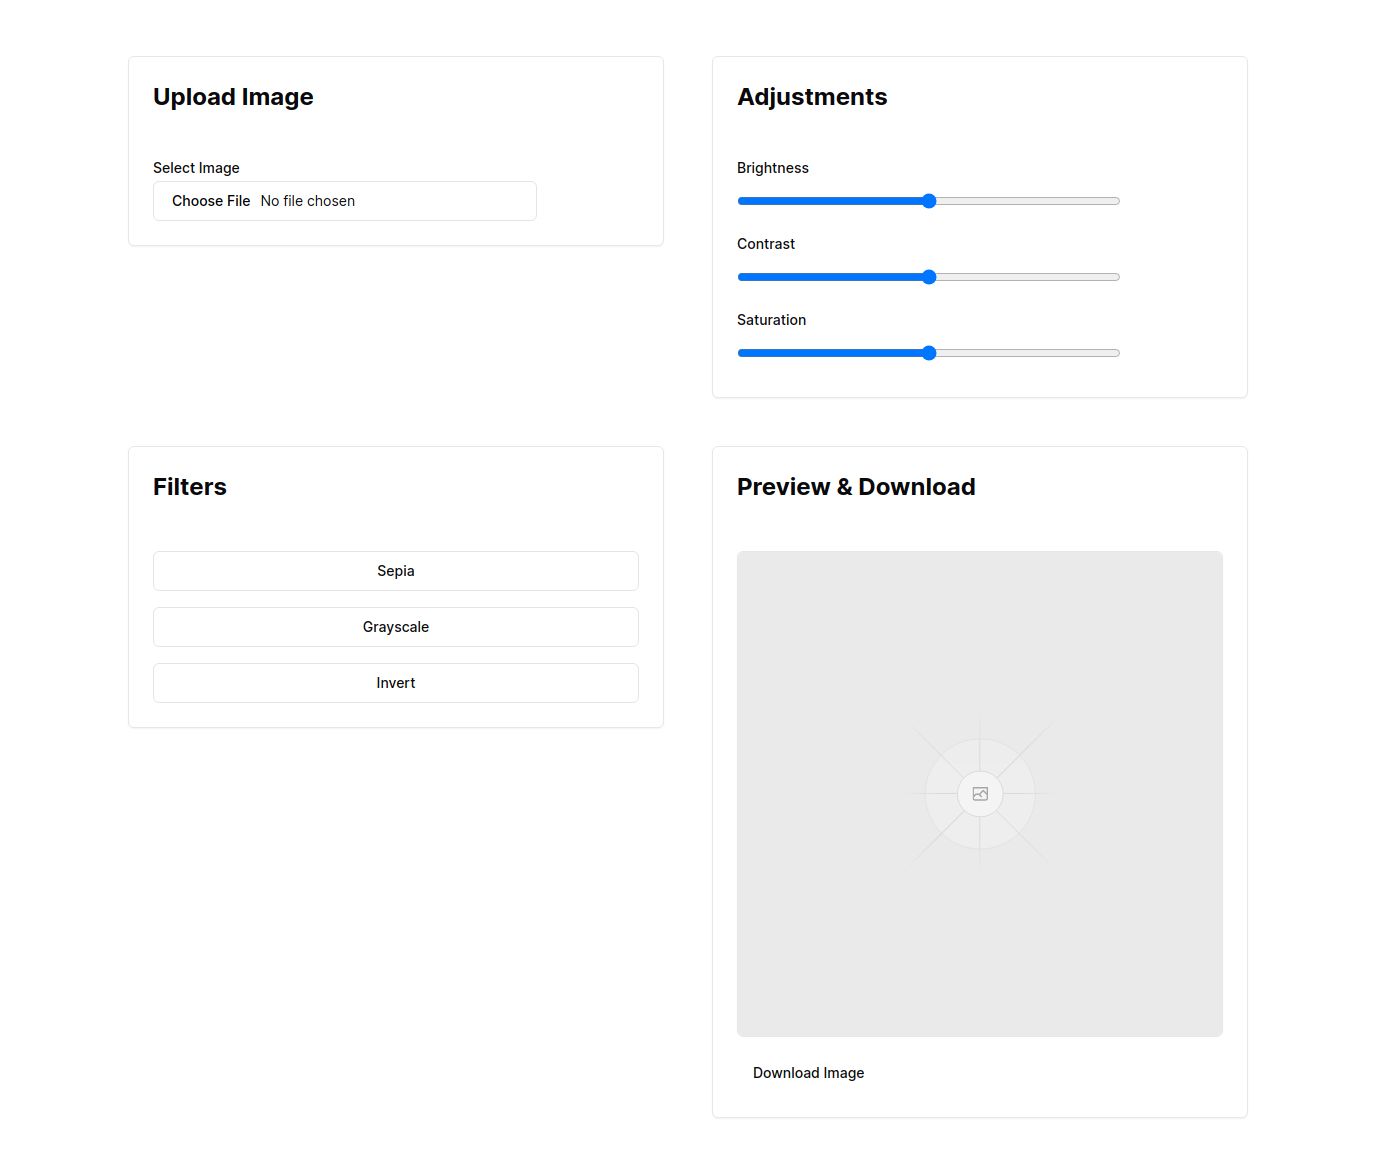 Upload Image
Select Image
Choose File No file chosen
Adjustments
Brightness
Contrast
Saturation
Filters
Sepia
Grayscale
Invert
Preview & Download
Download Image